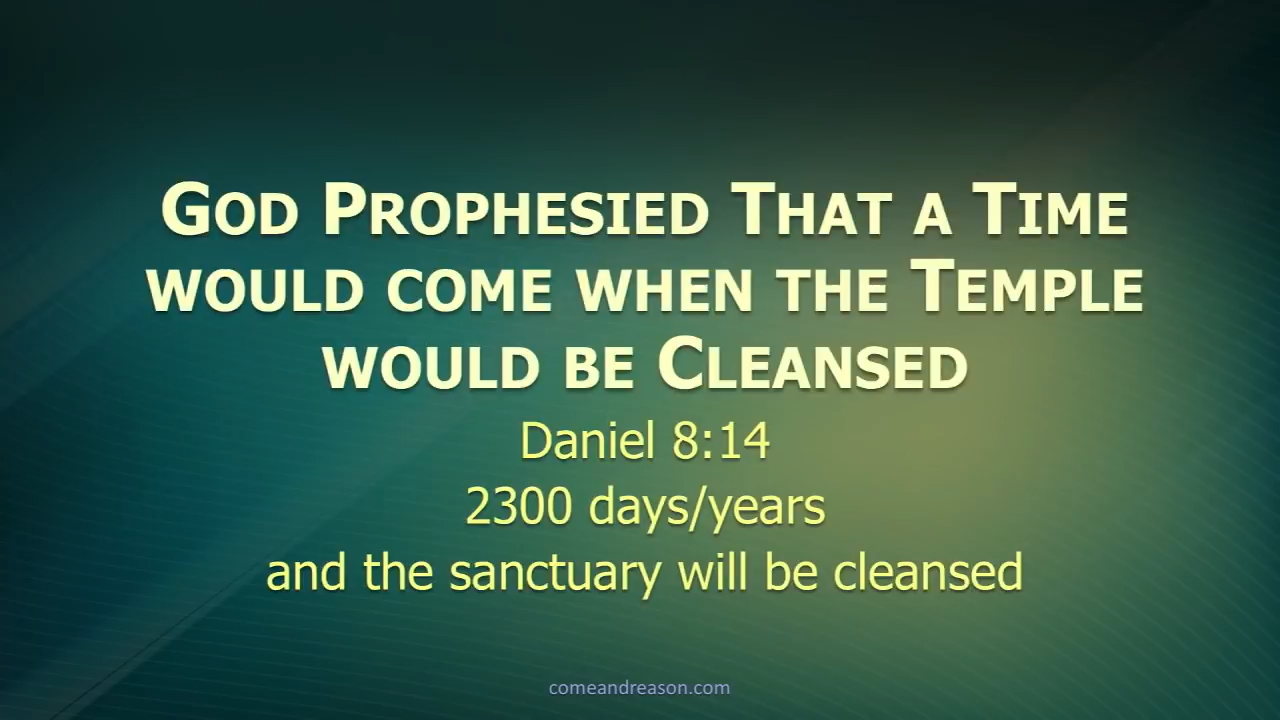 God Prophesied That a Time
would come when the Temple
would be Cleansed
Daniel 8:14
2300 days/years
and the sanctuary will be cleansed
comeandreason.com